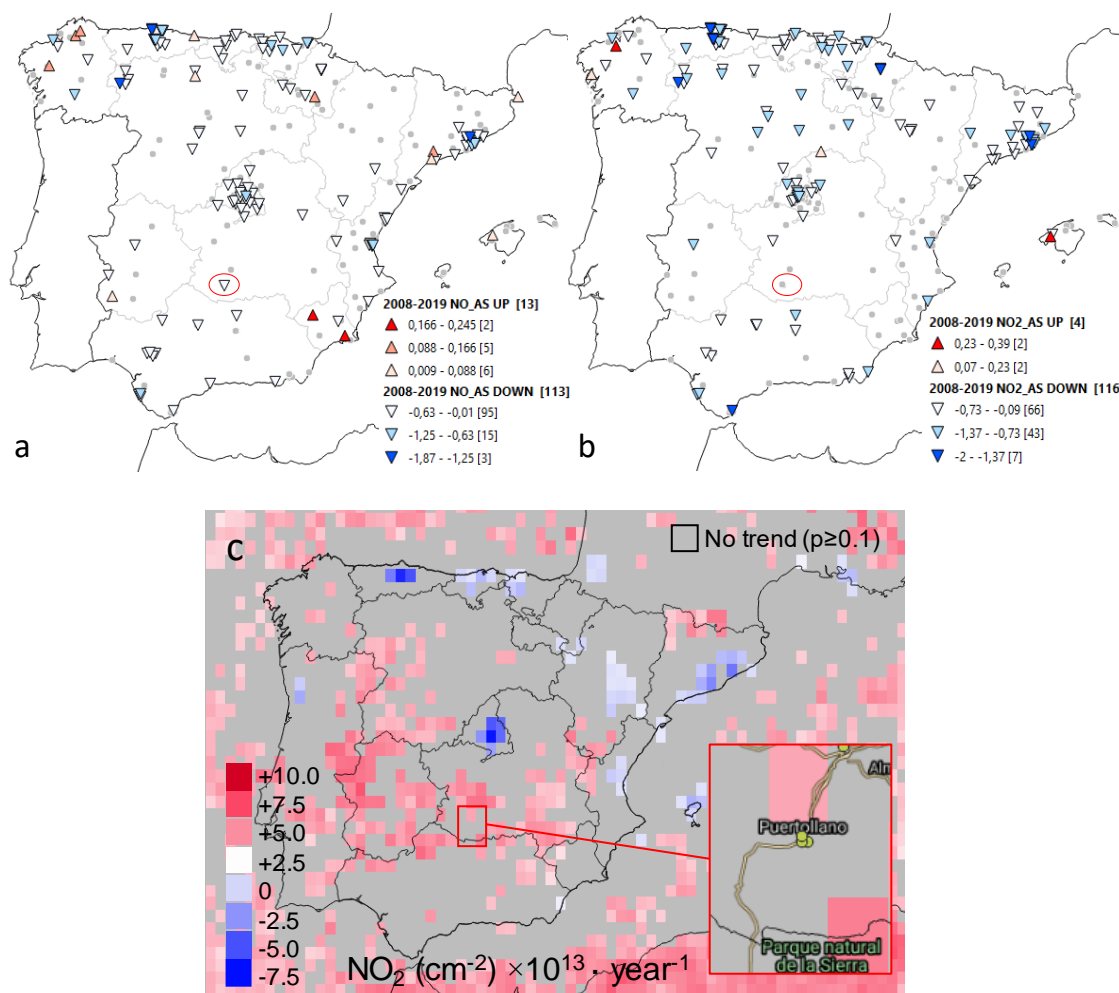 2008-2019 NO_AS UP [13]
0,166 - 0,245 [2]
0,088 - 0,166 [5]
0,009 - 0,088 [6]
2008-2019 NO_AS DOWN [113]
-0,63 - -0,01 [95]
-1,25 - -0,63 [15]
-1,87 - -1,25 [3]
a
2008-2019 NO2_AS UP [4]
0,23 - 0,39 [2]
0,07 - 0,23 [2]
2008-2019 NO2_AS DOWN [116]
-0,73 - -0,09 [66]
-1,37 - -0,73 [43]
-2 - -1,37 [7]
b
c
No trend (p≥0.1)
+10.0
+7.5
+5.0
+2.5
0
-2.5
-5.0
-7.5
NO₂ (cm⁻²) ×10¹³ · year⁻¹
Aln
Puertollano
Parque natural
de la Sierra